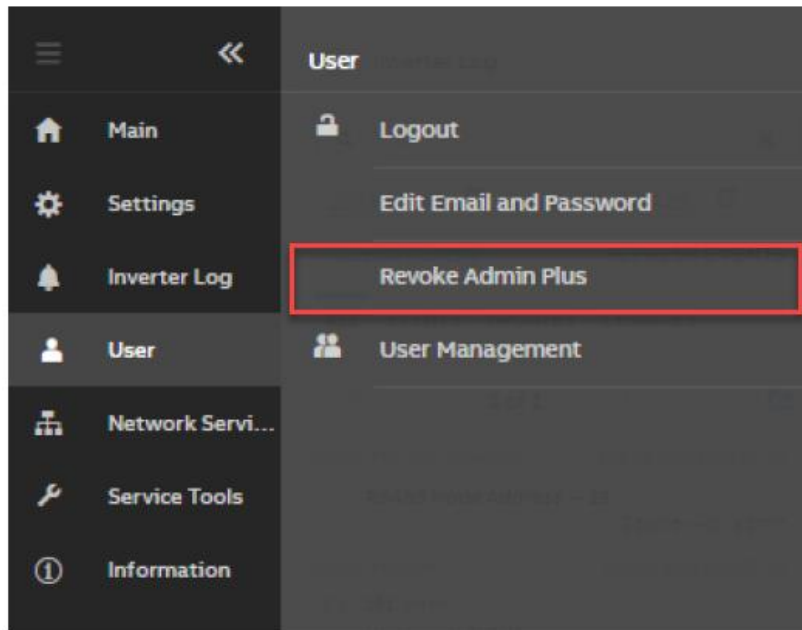 User
Main
Logout
Settings
Edit Email and Password
Inverter Log
Revoke Admin Plus
User
User Management
Network Servi...
Service Tools
Information